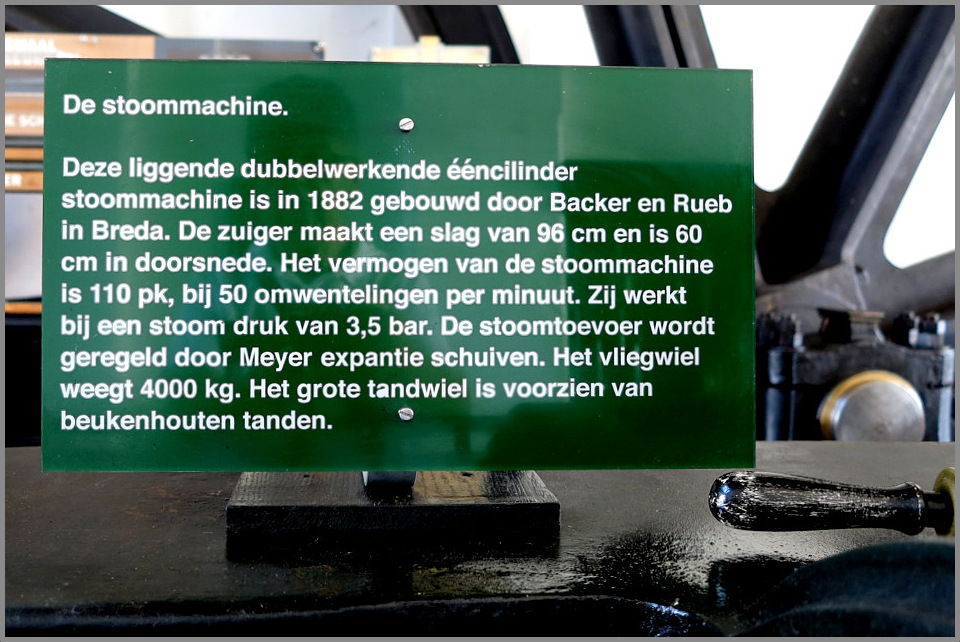 De stoommachine.
Deze liggende dubbelwerkende ééncilinder
stoommachine is in 1882 gebouwd door Backer en Rueb
in Breda. De zuiger maakt een slag van 96 cm en is 60
cm in doorsnede. Het vermogen van de stoommachine
is 110 pk, bij 50 omwentelingen per minuut. Zij werkt
bij een stoom druk van 3,5 bar. De stoomtoevoer wordt
geregeld door Meyer expantie schuiven. Het vliegwiel
weegt 4000 kg. Het grote tandwiel is voorzien van
beukenhouten tanden.